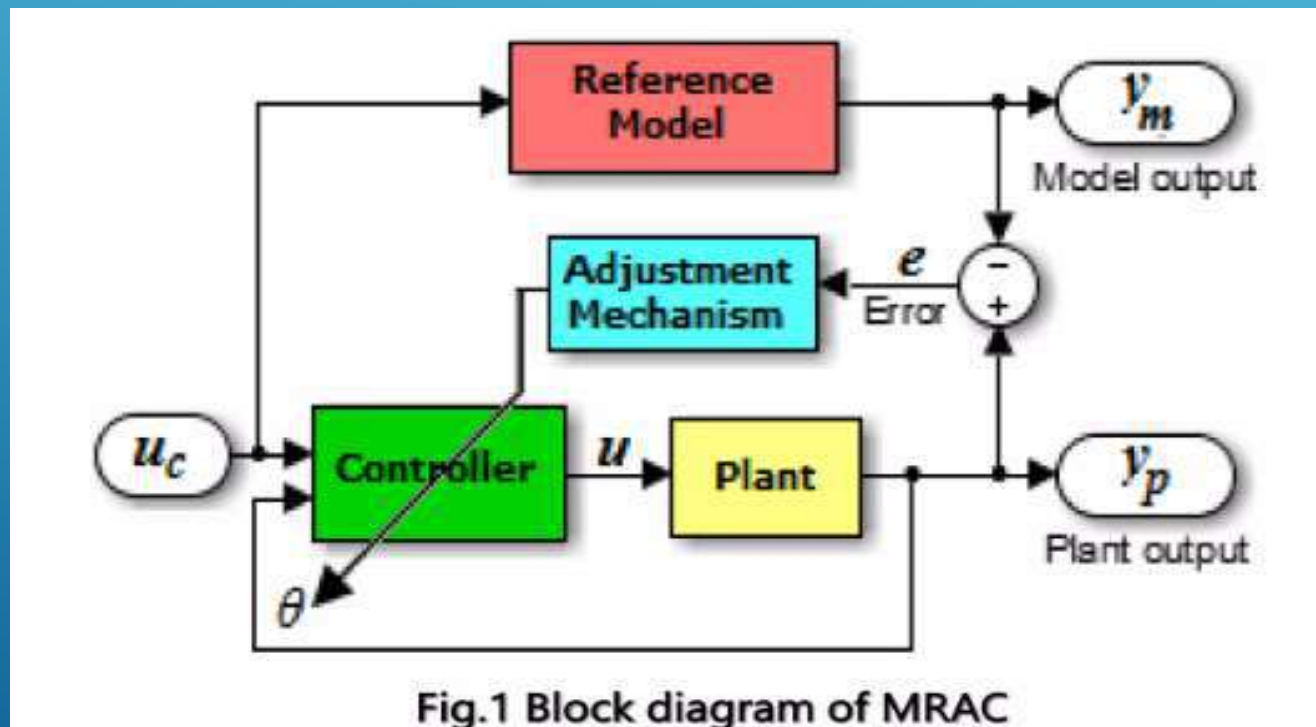 Reference
Model
y_m
Model output
Adjustment
Mechanism
e
Error
−
+
u_c
Controller
u
Plant
y_p
Plant output
θ
Fig.1 Block diagram of MRAC